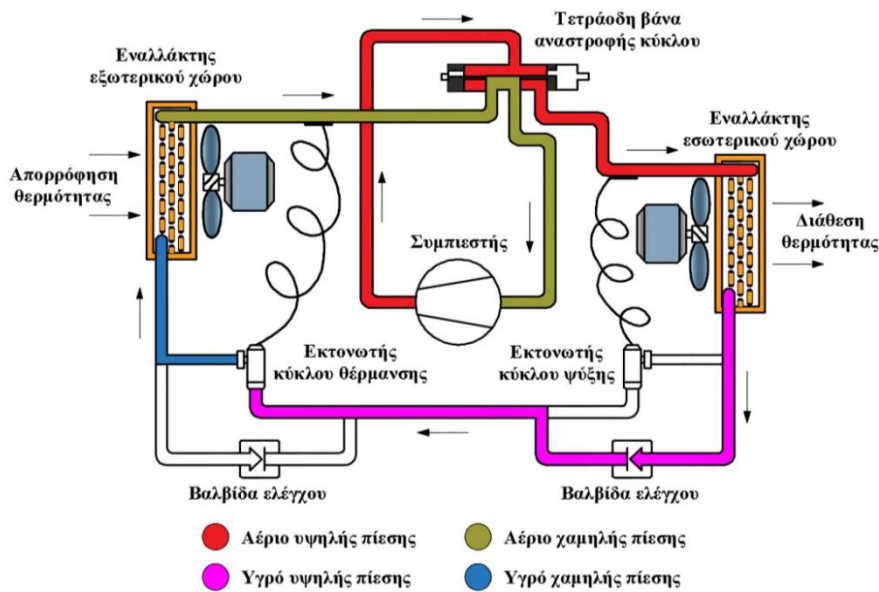 Τετράοδη βάνα
αναστροφής κύκλου
Εναλλάκτης
εξωτερικού χώρου
Εναλλάκτης
εσωτερικού χώρου
Απορρόφηση
θερμότητας
Διάθεση
θερμότητας
Συμπιεστής
Εκτονωτής
κύκλου θέρμανσης
Εκτονωτής
κύκλου ψύξης
Βαλβίδα ελέγχου
Βαλβίδα ελέγχου
Αέριο υψηλής πίεσης
Αέριο χαμηλής πίεσης
Υγρό υψηλής πίεσης
Υγρό χαμηλής πίεσης